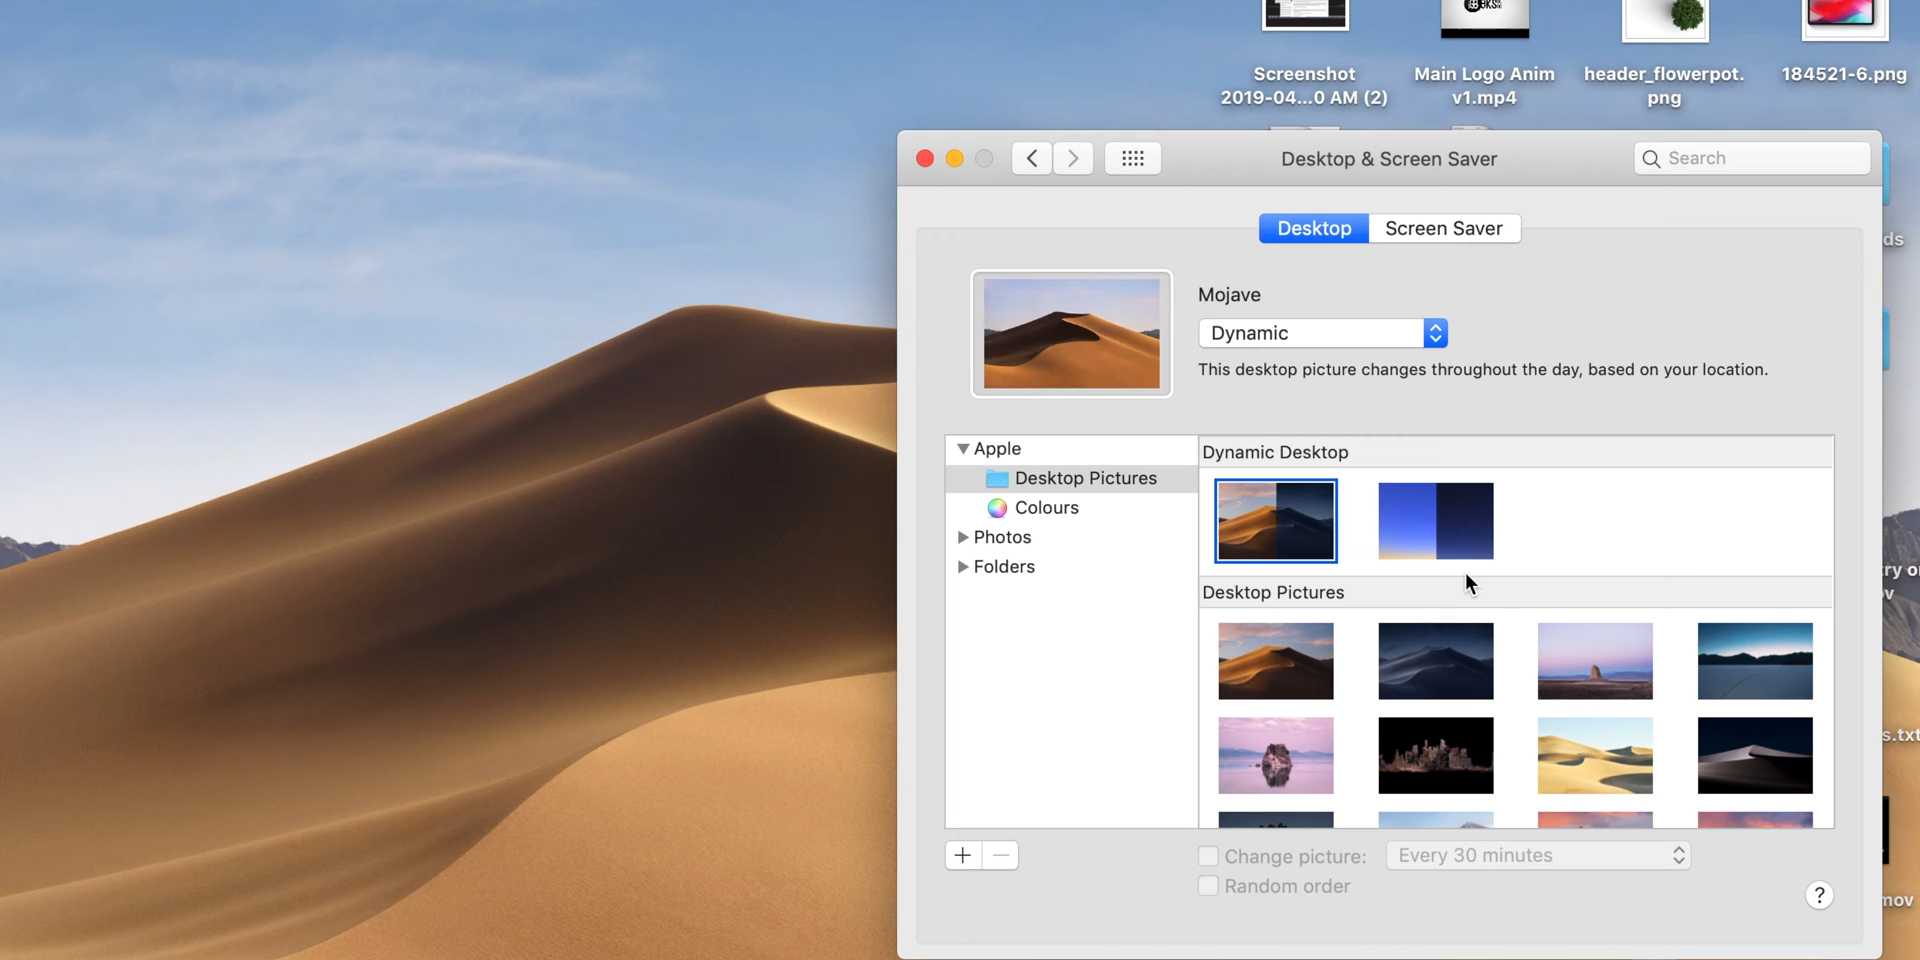 Screenshot
2019-04...0 AM (2)
Main Logo Anim
v1.mp4
header_flowerpot.
png
184521-6.png
Desktop & Screen Saver
Search
Desktop
Screen Saver
Mojave
Dynamic
This desktop picture changes throughout the day, based on your location.
Apple
Desktop Pictures
Colours
Photos
Folders
Dynamic Desktop
Desktop Pictures
Change picture:
Every 30 minutes
Random order
?
ds
s.txt
mov